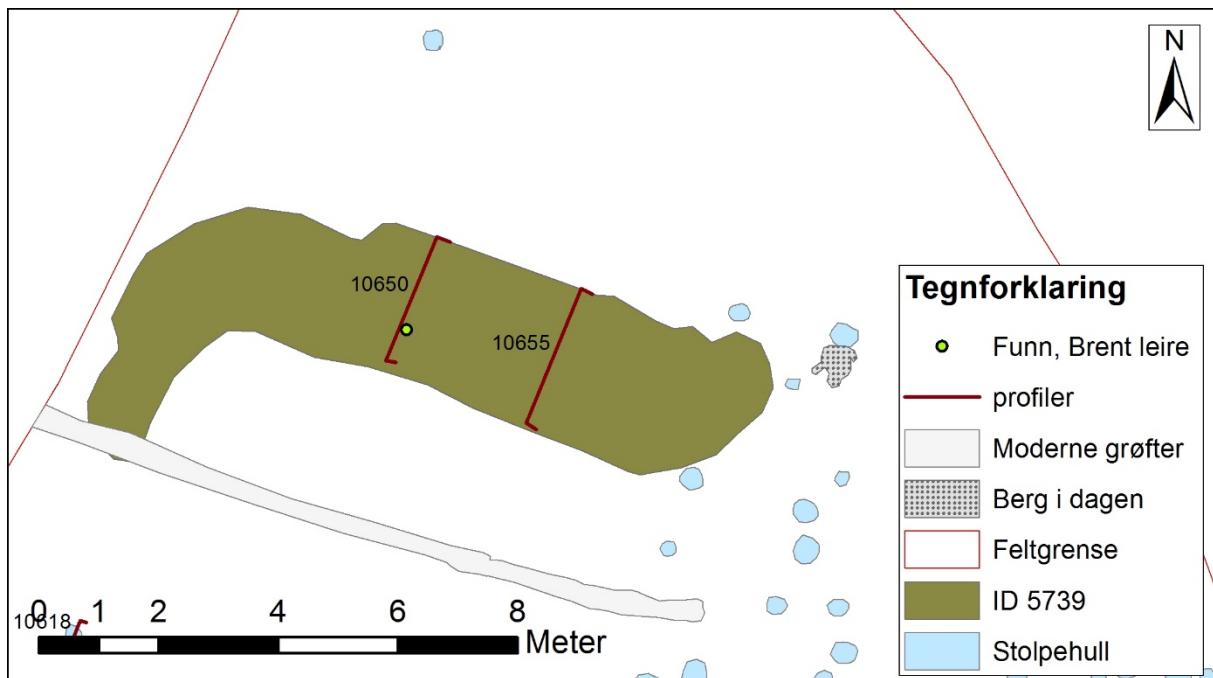 N
10650
10655
Tegnforklaring
Funn, Brent leire
profiler
Moderne grøfter
Berg i dagen
Feltgrense
ID 5739
Stolpehull
10618
0 1 2 4 6 8
Meter